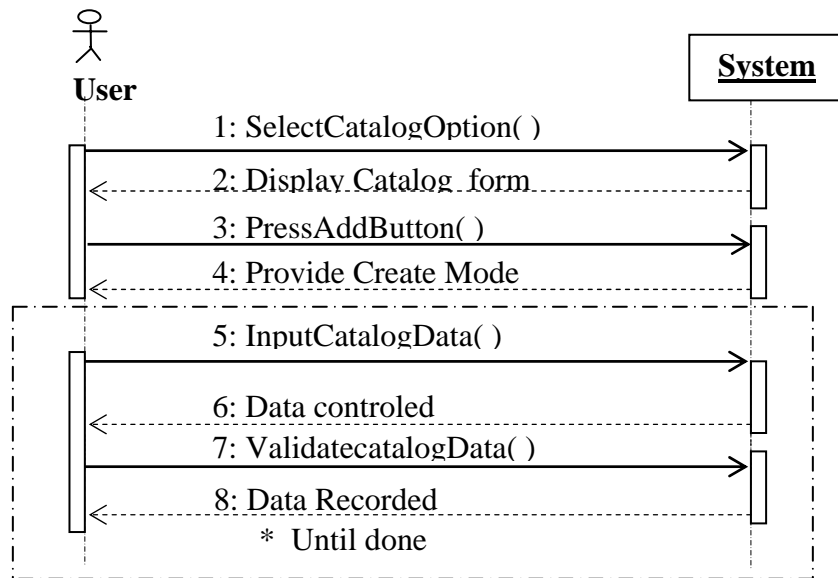 User
System
1: SelectCatalogOption( )
2: Display Catalog form
3: PressAddButton( )
4: Provide Create Mode
5: InputCatalogData( )
6: Data controled
7: ValidatecatalogData( )
8: Data Recorded
* Until done